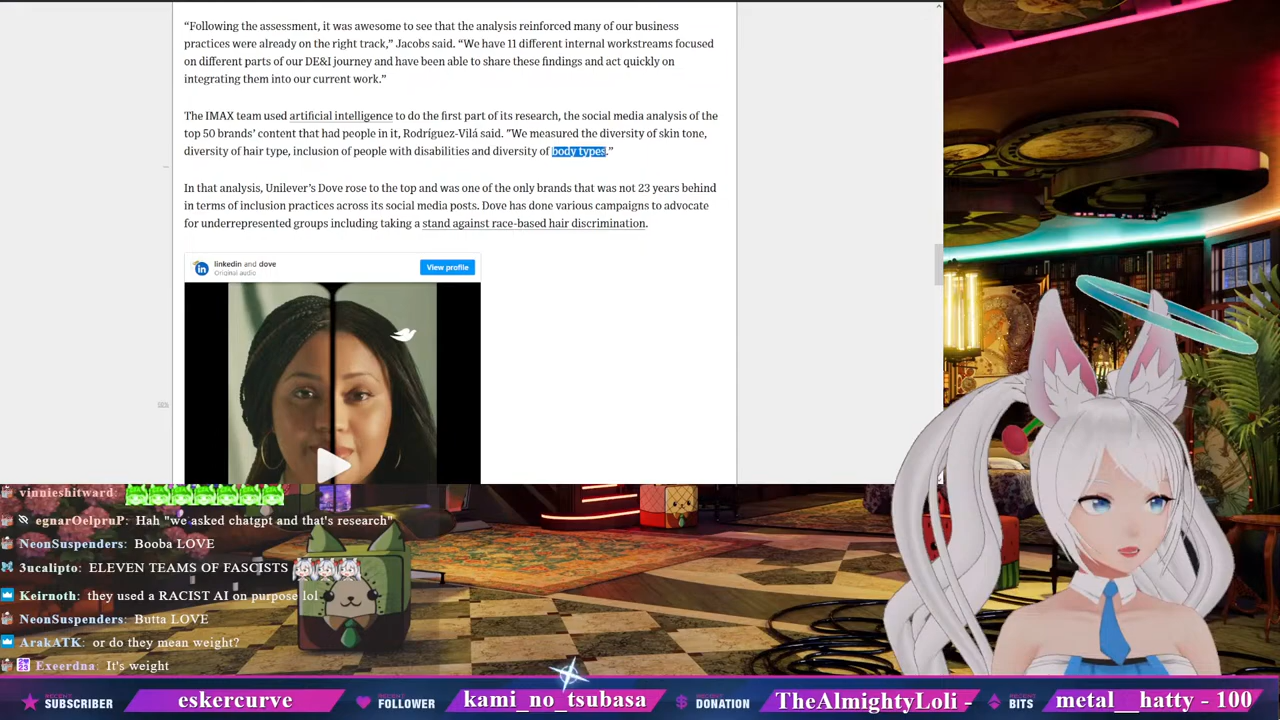 “Following the assessment, it was awesome to see that the analysis reinforced many of our business
practices were already on the right track,” Jacobs said. “We have 11 different internal workstreams focused
on different parts of our DE&I journey and have been able to share these findings and act quickly on
integrating them into our current work.”
The IMAX team used artificial intelligence to do the first part of its research, the social media analysis of the
top 50 brands’ content that had people in it, Rodríguez-Vilá said. "We measured the diversity of skin tone,
diversity of hair type, inclusion of people with disabilities and diversity of body types.”
In that analysis, Unilever’s Dove rose to the top and was one of the only brands that was not 23 years behind
in terms of inclusion practices across its social media posts. Dove has done various campaigns to advocate
for underrepresented groups including taking a stand against race-based hair discrimination.
in
linkedin and dove
Original audio
View profile
vinnieshitward:
egnarOelpruP: Hah "we asked chatgpt and that's research"
NeonSuspenders: Booba LOVE
3ucalipto: ELEVEN TEAMS OF FASCISTS
Keirnoth: they used a RACIST AI on purpose lol
NeonSuspenders: Butta LOVE
ArakATK: or do they mean weight?
Exeerdna: It's weight
RECENT SUBSCRIBER
eskercurve
RECENT FOLLOWER
kami_no_tsubasa
RECENT DONATION
TheAlmightyLoli -
RECENT BITS
metal__hatty - 100